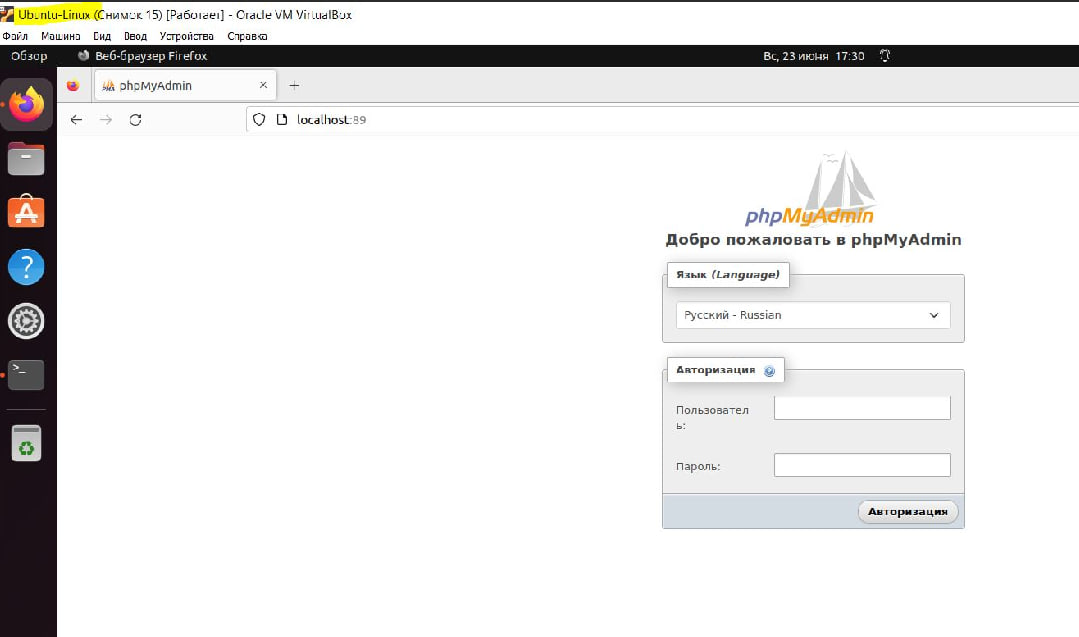 Ubuntu-Linux (Снимок 15) [Работает] - Oracle VM VirtualBox
Файл Машина Вид Ввод Устройства Справка
Обзор Веб-браузер Firefox Вс, 23 июня 17:30
phpMyAdmin
localhost:89
phpMyAdmin
Добро пожаловать в phpMyAdmin
Язык (Language)
Русский - Russian
Авторизация
Пользовател
ь:
Пароль:
Авторизация